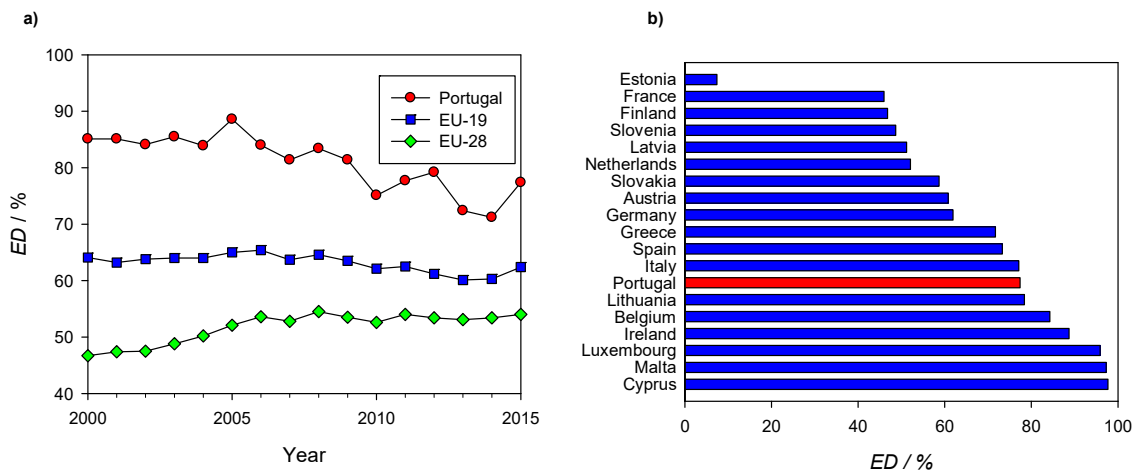 a)
100
90
80
70
60
50
40
ED / %
2000
2005
2010
2015
Year
Portugal
EU-19
EU-28
b)
Estonia
France
Finland
Slovenia
Latvia
Netherlands
Slovakia
Austria
Germany
Greece
Spain
Italy
Portugal
Lithuania
Belgium
Ireland
Luxembourg
Malta
Cyprus
0
20
40
60
80
100
ED / %